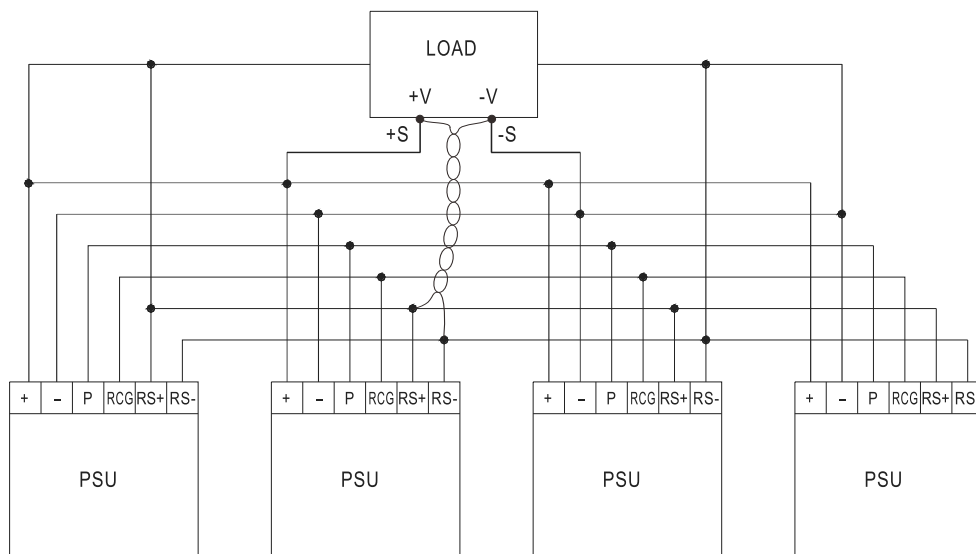 LOAD
+V -V
+S -S
+ - P RCG RS+ RS- + - P RCG RS+ RS- + - P RCG RS+ RS- + - P RCG RS+ RS
PSU PSU PSU PSU